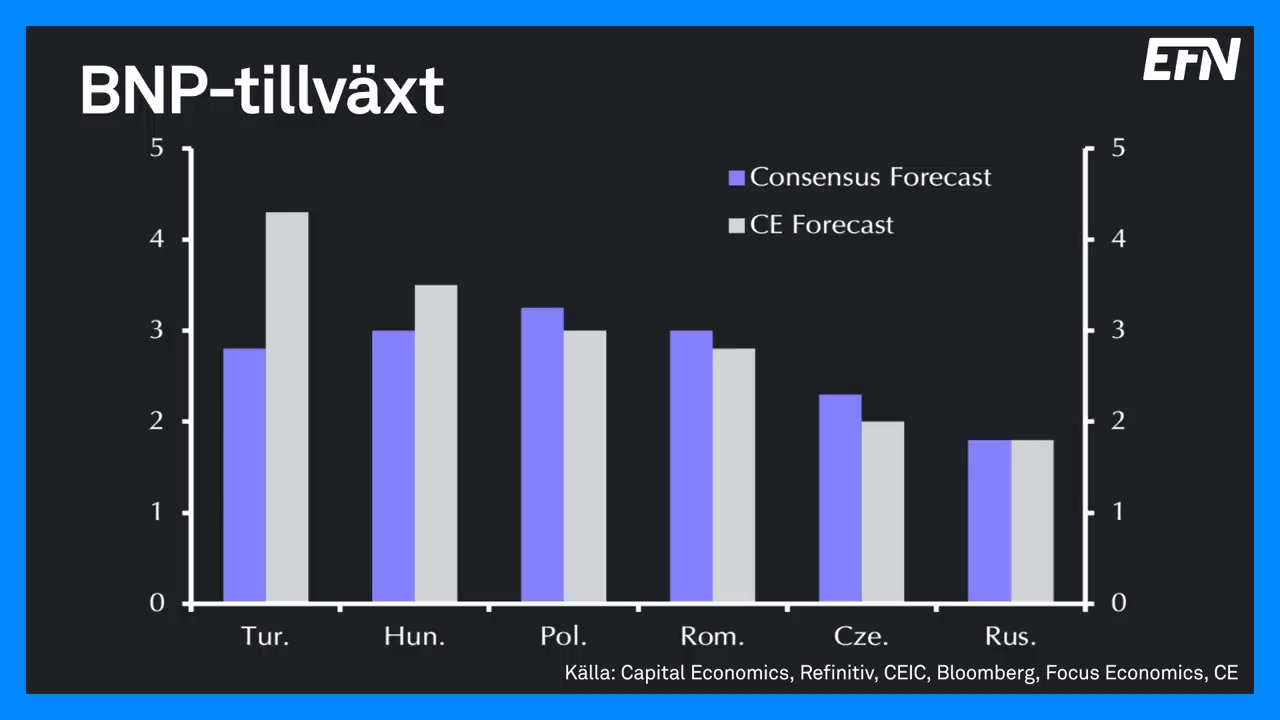 EFN
BNP-tillväxt
5
4
3
2
1
0
Consensus Forecast
CE Forecast
5
4
3
2
1
0
Tur. Hun. Pol. Rom. Cze. Rus.
Källa: Capital Economics, Refinitiv, CEIC, Bloomberg, Focus Economics, CE